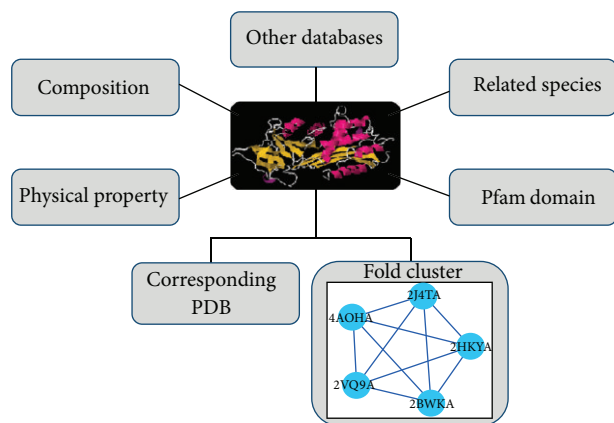 Other databases
Composition
Related species
Physical property
Pfam domain
Corresponding
PDB
Fold cluster
2J4TA
4AOHA
2HKYA
2VQ9A
2BWKA